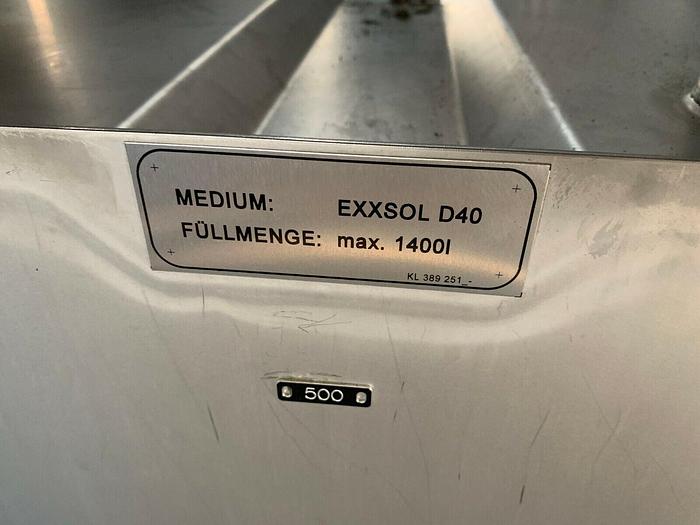 MEDIUM: EXXSOL D40
FÜLLMENGE: max. 1400l
KL 389 251_-
500